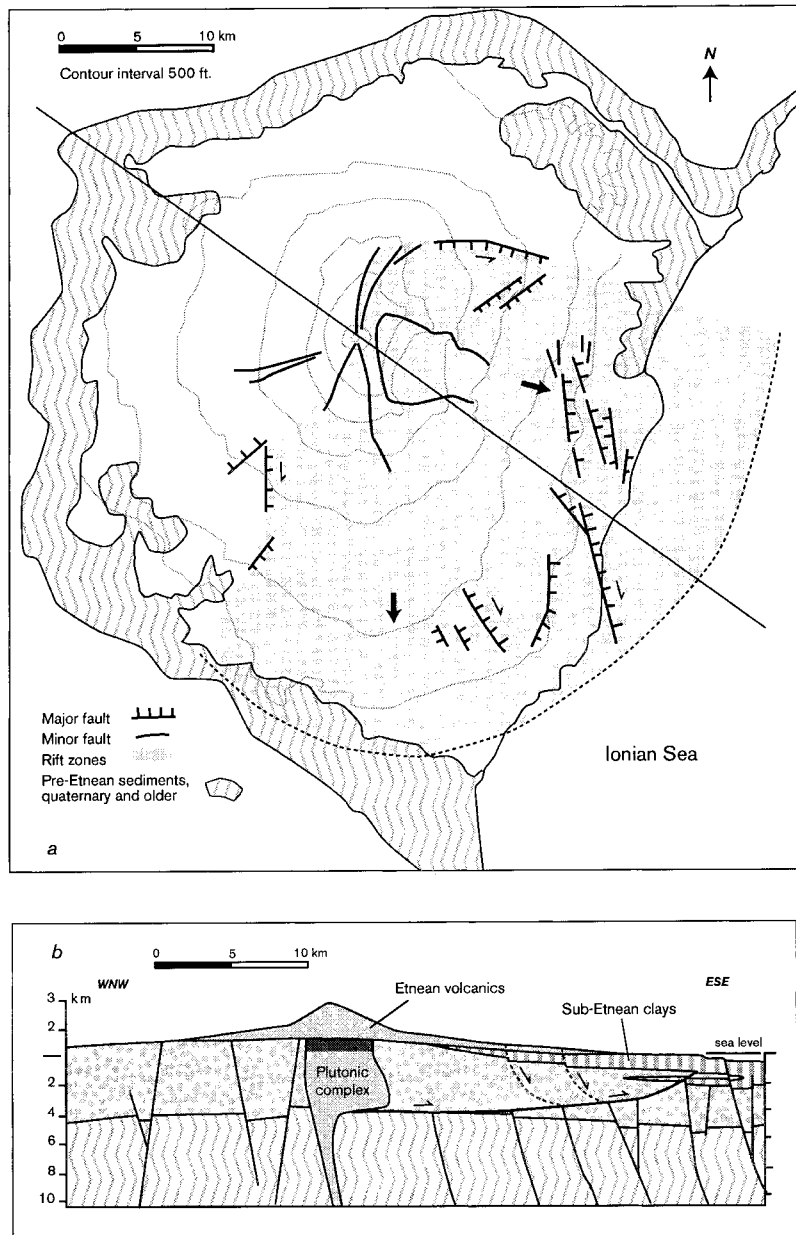 0 5 10 km
Contour interval 500 ft.
N
Major fault
Minor fault
Rift zones
Pre-Etnean sediments,
quaternary and older
Ionian Sea
a
b
0 5 10 km
WNW
Etnean volcanics
ESE
3
km
Sub-Etnean clays
2
sea level
Plutonic
complex
2
4
6
8
10